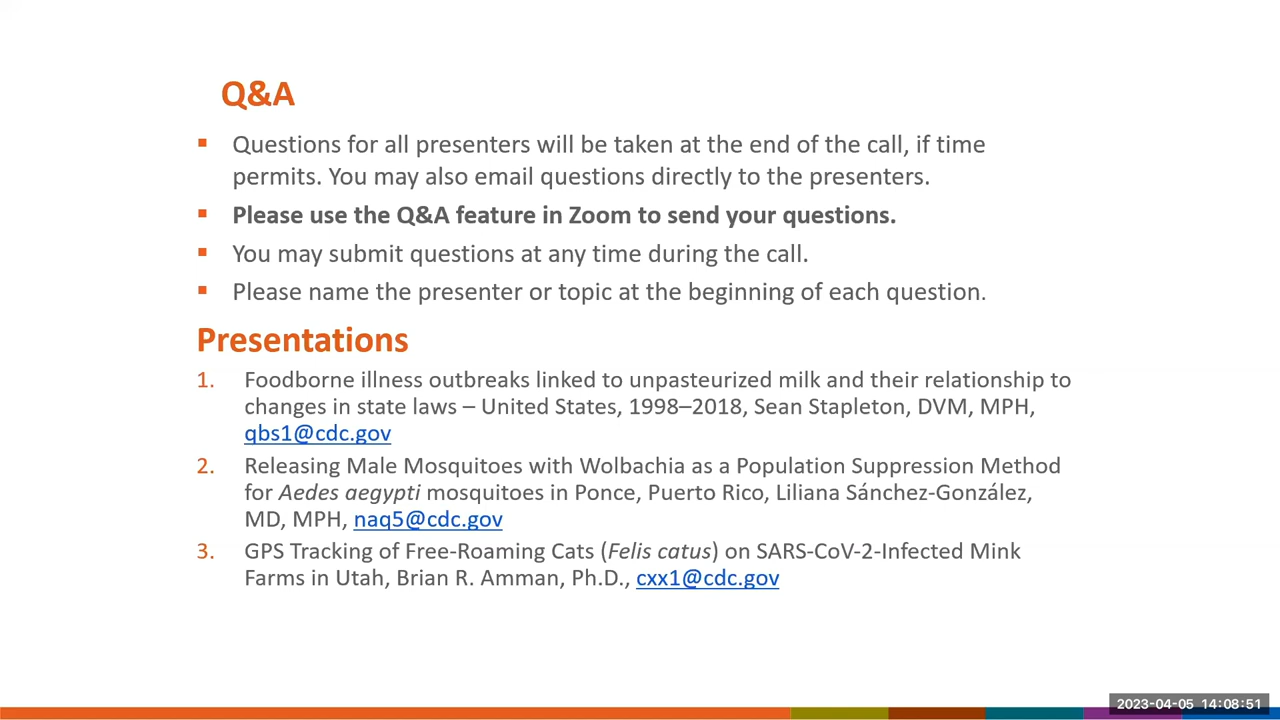 Q&A
▪ Questions for all presenters will be taken at the end of the call, if time
permits. You may also email questions directly to the presenters.
▪ Please use the Q&A feature in Zoom to send your questions.
▪ You may submit questions at any time during the call.
▪ Please name the presenter or topic at the beginning of each question.
Presentations
1. Foodborne illness outbreaks linked to unpasteurized milk and their relationship to
changes in state laws – United States, 1998–2018, Sean Stapleton, DVM, MPH,
qbs1@cdc.gov
2. Releasing Male Mosquitoes with Wolbachia as a Population Suppression Method
for Aedes aegypti mosquitoes in Ponce, Puerto Rico, Liliana Sánchez-González,
MD, MPH, naq5@cdc.gov
3. GPS Tracking of Free-Roaming Cats (Felis catus) on SARS-CoV-2-Infected Mink
Farms in Utah, Brian R. Amman, Ph.D., cxx1@cdc.gov
2023-04-05 14:08:51